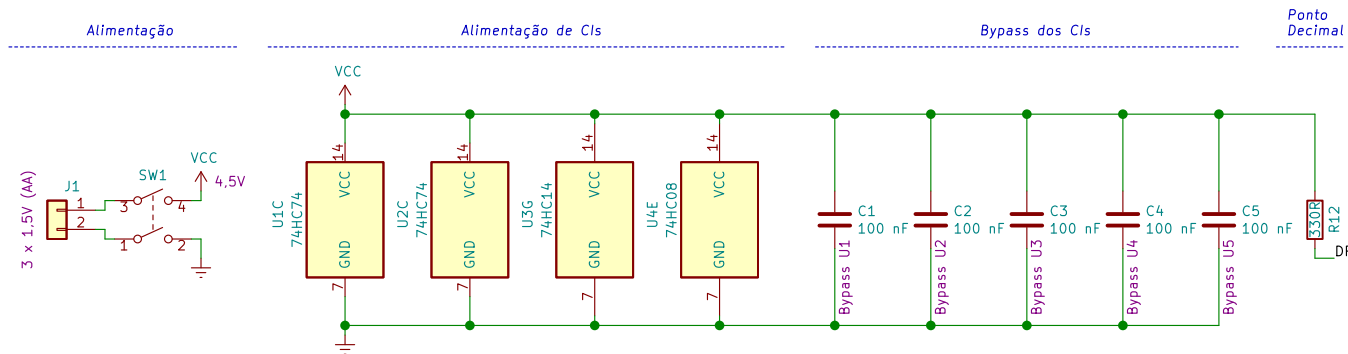 Alimentação
Alimentação de CIs
Bypass dos CIs
Ponto
Decimal
3 x 1,5V (AA)
J1
1
2
SW1
3
4
1
2
VCC
4,5V
VCC
U1C
74HC74
14
VCC
GND
7
U2C
74HC74
14
VCC
GND
7
U3G
74HC14
14
VCC
GND
7
U4E
74HC08
14
VCC
GND
7
C1
100 nF
Bypass U1
C2
100 nF
Bypass U2
C3
100 nF
Bypass U3
C4
100 nF
Bypass U4
C5
100 nF
Bypass U5
330R
R12